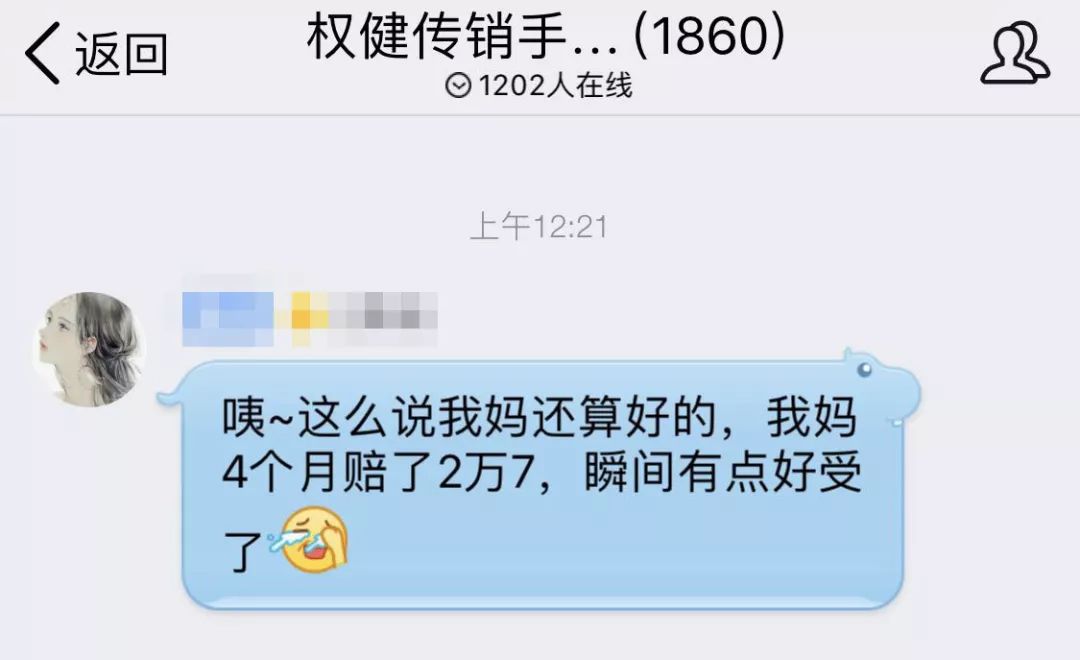 返回
权健传销手...(1860)
1202人在线
上午12:21
咦~这么说我妈还算好的，我妈
4个月赔了2万7，瞬间有点好受
了